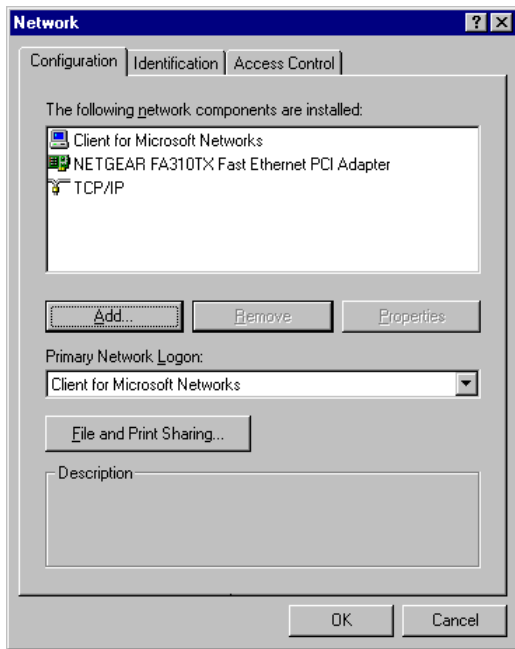 Network
? X
Configuration Identification Access Control
The following network components are installed:
Client for Microsoft Networks
NETGEAR FA310TX Fast Ethernet PCI Adapter
TCP/IP
Add... Remove Properties
Primary Network Logon:
Client for Microsoft Networks
File and Print Sharing...
Description
OK Cancel